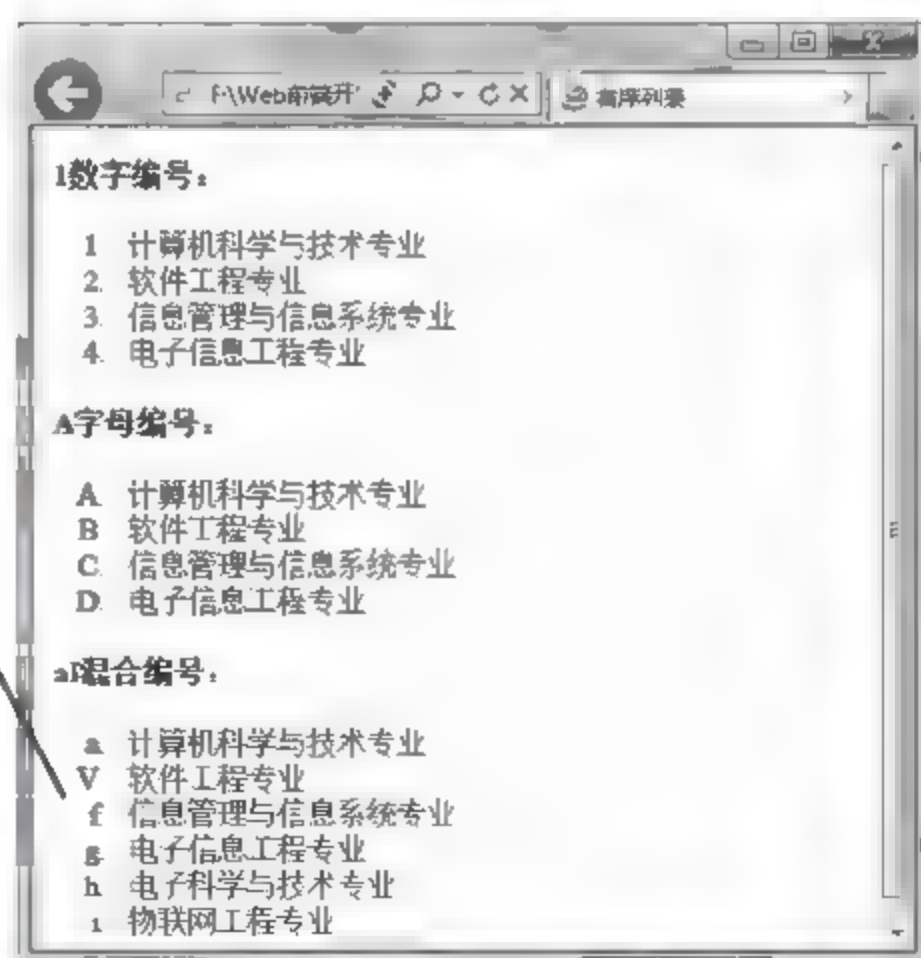 F:\Web前端开 有序列表
1数字编号：
1 计算机科学与技术专业
2. 软件工程专业
3. 信息管理与信息系统专业
4. 电子信息工程专业
A字母编号：
A 计算机科学与技术专业
B 软件工程专业
C. 信息管理与信息系统专业
D. 电子信息工程专业
混合编号：
a 计算机科学与技术专业
V 软件工程专业
f 信息管理与信息系统专业
g 电子信息工程专业
h 电子科学与技术专业
i 物联网工程专业